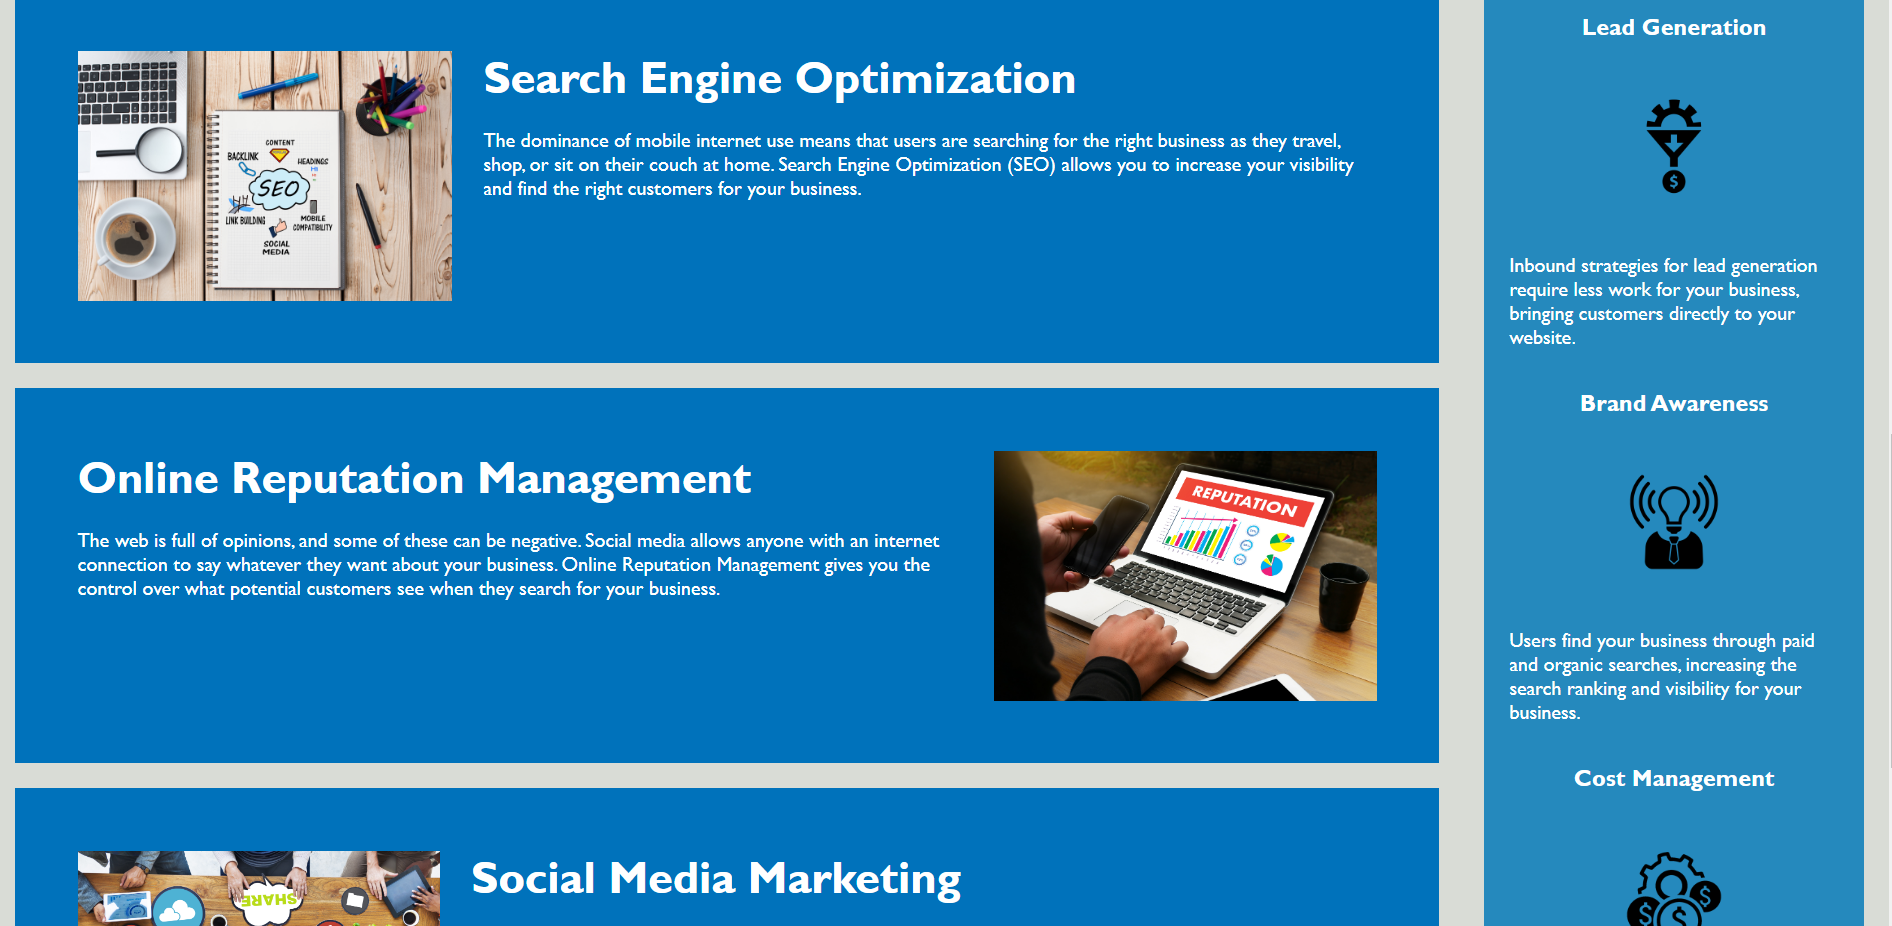 Search Engine Optimization
The dominance of mobile internet use means that users are searching for the right business as they travel,
shop, or sit on their couch at home. Search Engine Optimization (SEO) allows you to increase your visibility
and find the right customers for your business.
CONTENT
BACKLINK
HEADINGS
SEO
LINK BUILDING
MOBILE
COMPATIBILITY
SOCIAL
MEDIA
Online Reputation Management
The web is full of opinions, and some of these can be negative. Social media allows anyone with an internet
connection to say whatever they want about your business. Online Reputation Management gives you the
control over what potential customers see when they search for your business.
REPUTATION
Social Media Marketing
SHARE
Lead Generation
$
Inbound strategies for lead generation
require less work for your business,
bringing customers directly to your
website.
Brand Awareness
Users find your business through paid
and organic searches, increasing the
search ranking and visibility for your
business.
Cost Management
$
$
$